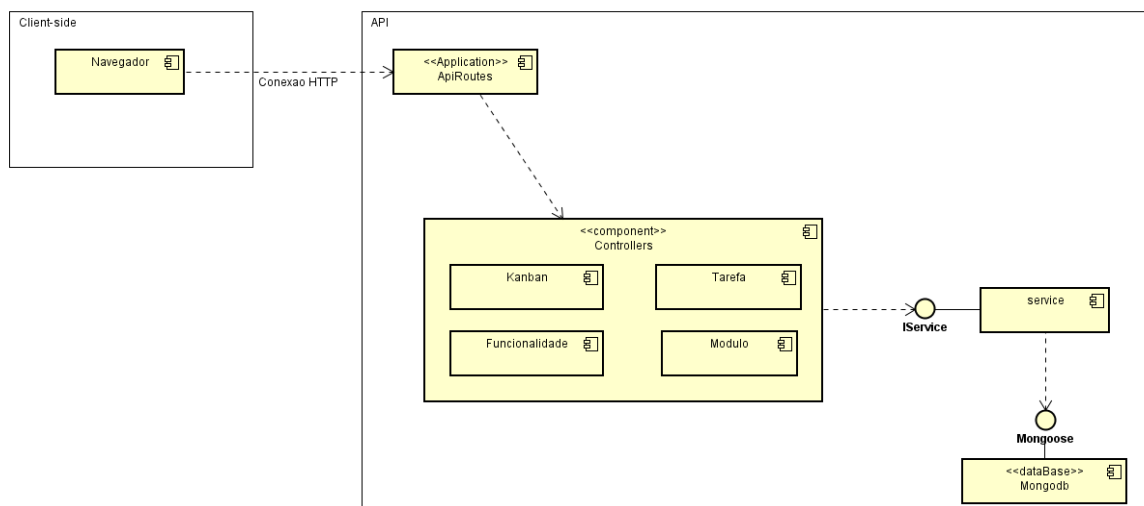 Client-side
API
Navegador
<<Application>>
ApiRoutes
Conexao HTTP
<<component>>
Controllers
Kanban
Tarefa
Funcionalidade
Modulo
IService
service
Mongoose
<<dataBase>>
Mongodb